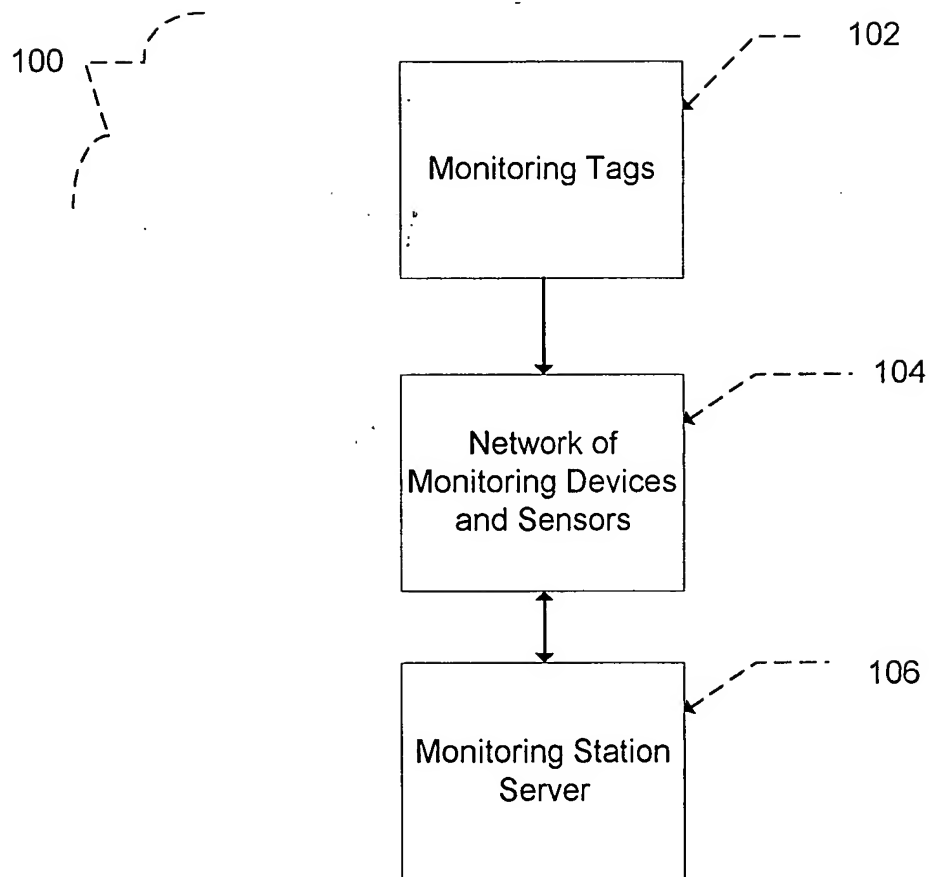 100
102
Monitoring Tags
104
Network of
Monitoring Devices
and Sensors
106
Monitoring Station
Server